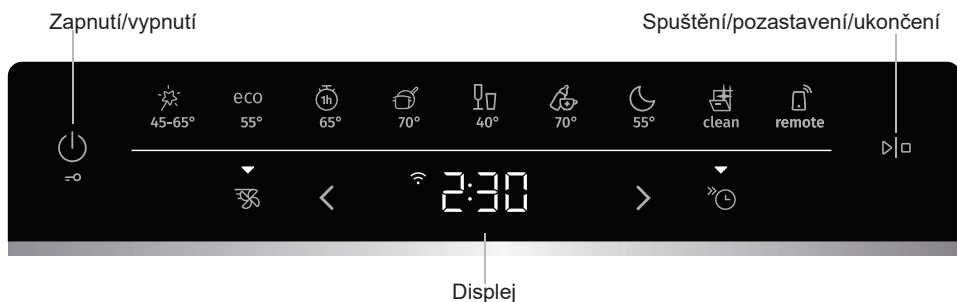 Zapnutí/vypnutí
Spuštění/pozastavení/ukončení
eco
1h
45-65°
55°
65°
70°
40°
70°
55°
clean
remote
2:30
Displej